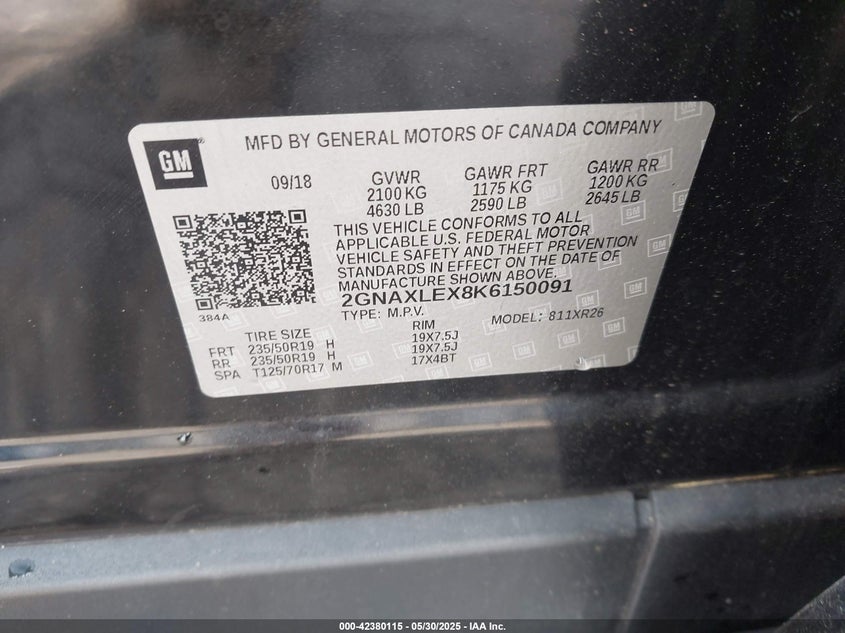 MFD BY GENERAL MOTORS OF CANADA COMPANY
GM
09/18 GVWR GAWR FRT GAWR RR
2100 KG 1175 KG 1200 KG
4630 LB 2590 LB 2645 LB
THIS VEHICLE CONFORMS TO ALL
APPLICABLE U.S. FEDERAL MOTOR
VEHICLE SAFETY AND THEFT PREVENTION
STANDARDS IN EFFECT ON THE DATE OF
MANUFACTURE SHOWN ABOVE.
384A 2GNAXLEX8K6150091
TYPE: M.P.V. MODEL: 811XR26
TIRE SIZE RIM
FRT 235/50R19 H 19X7.5J
RR 235/50R19 H 19X7.5J
SPA T125/70R17 M 17X4BT
000-42380115 - 05/30/2025 - IAA Inc.